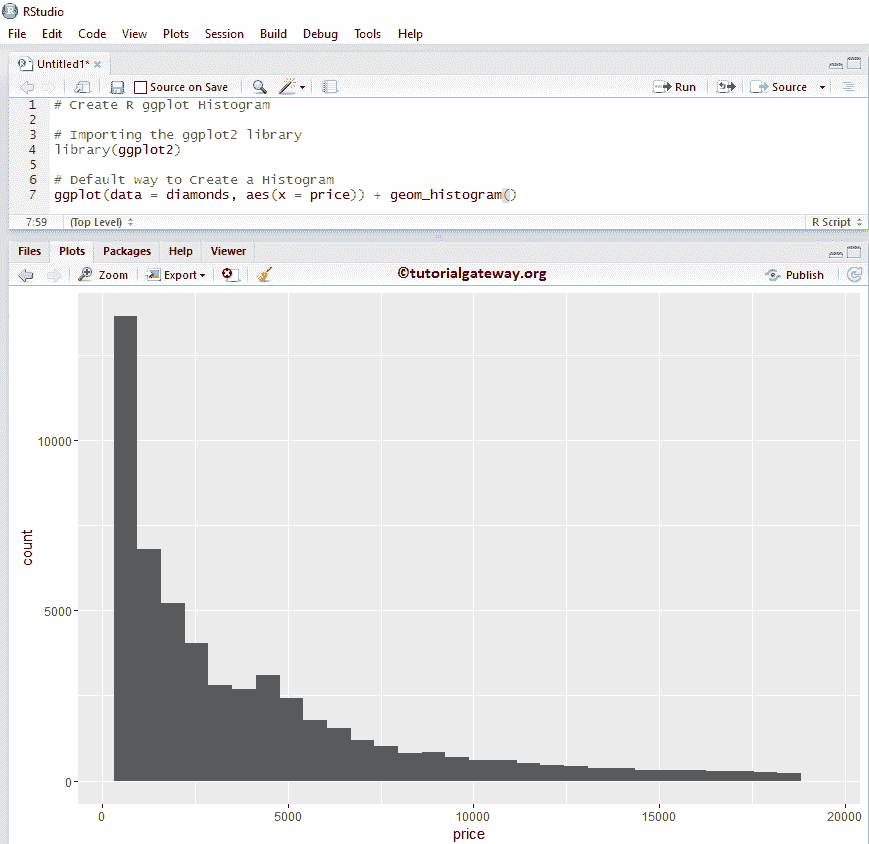 RStudio
File Edit Code View Plots Session Build Debug Tools Help
Untitled1* ×
Source on Save Run Source
1 # Create R ggplot Histogram
2
3 # Importing the ggplot2 library
4 library(ggplot2)
5
6 # Default way to Create a Histogram
7 ggplot(data = diamonds, aes(x = price)) + geom_histogram()
7:59 (Top Level) R Script
Files Plots Packages Help Viewer
Zoom Export ©tutorialgateway.org Publish
10000
5000
0
count
0 5000 10000 15000 20000
price